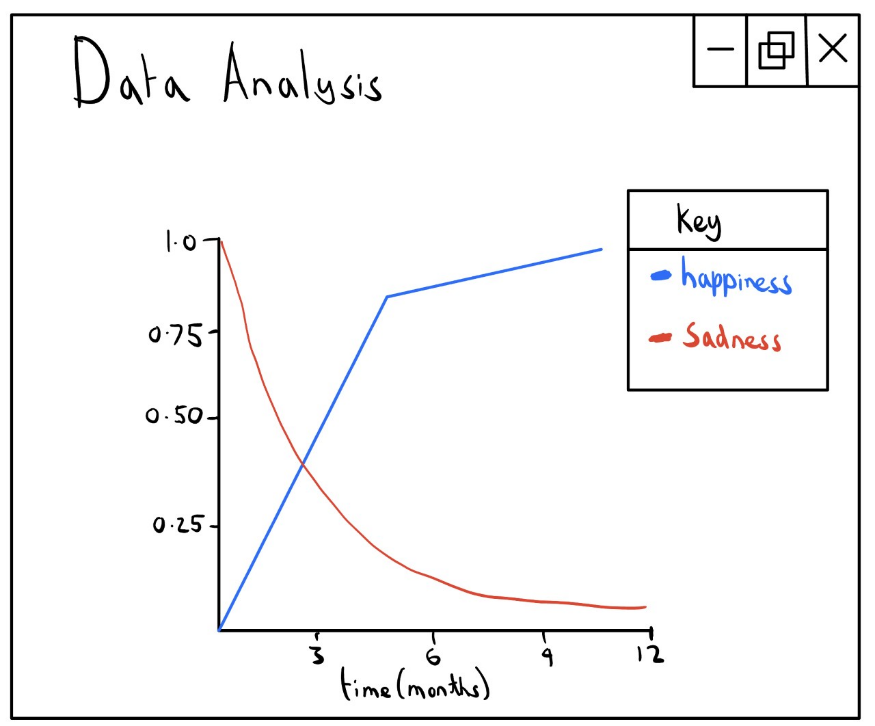 Data Analysis
Key
happiness
Sadness
1.0
0.75
0.50
0.25
3 6 9 12
time (months)